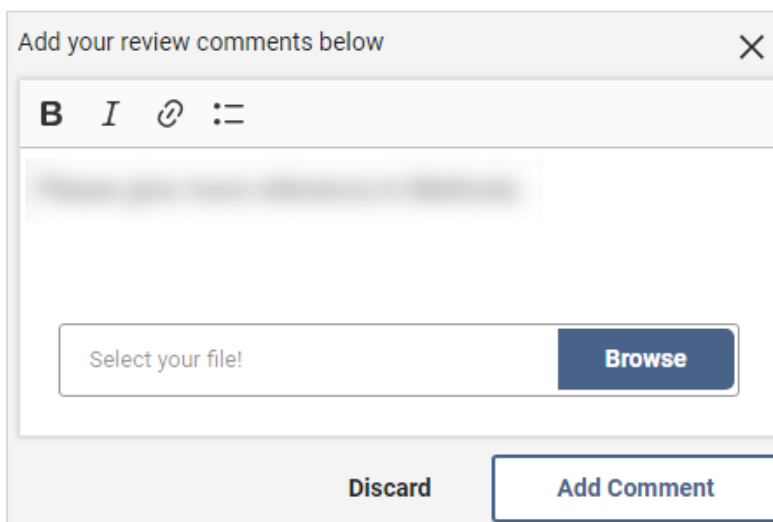 Add your review comments below
B I
Select your file!
Browse
Discard
Add Comment